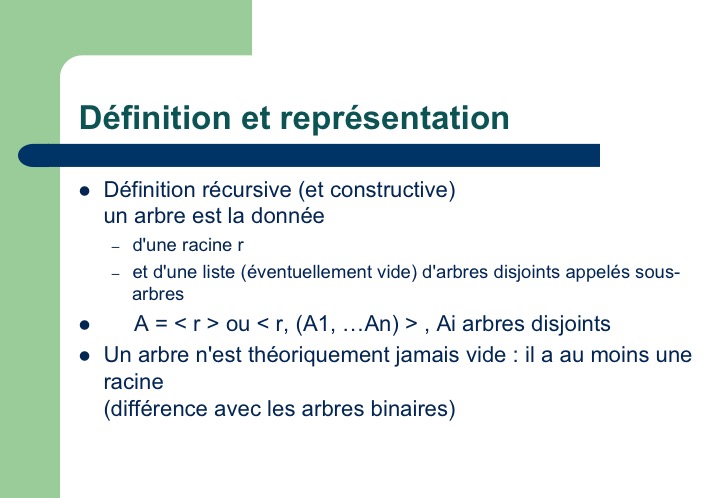 Définition et représentation
● Définition récursive (et constructive)
un arbre est la donnée
– d'une racine r
– et d'une liste (éventuellement vide) d'arbres disjoints appelés sous-
arbres
● A = < r > ou < r, (A1, …An) > , Ai arbres disjoints
● Un arbre n'est théoriquement jamais vide : il a au moins une
racine
(différence avec les arbres binaires)